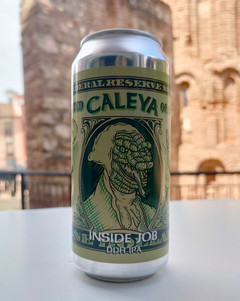 FEDERAL RESERVE
CALEYA
INSIDE JOB
DDH IPA